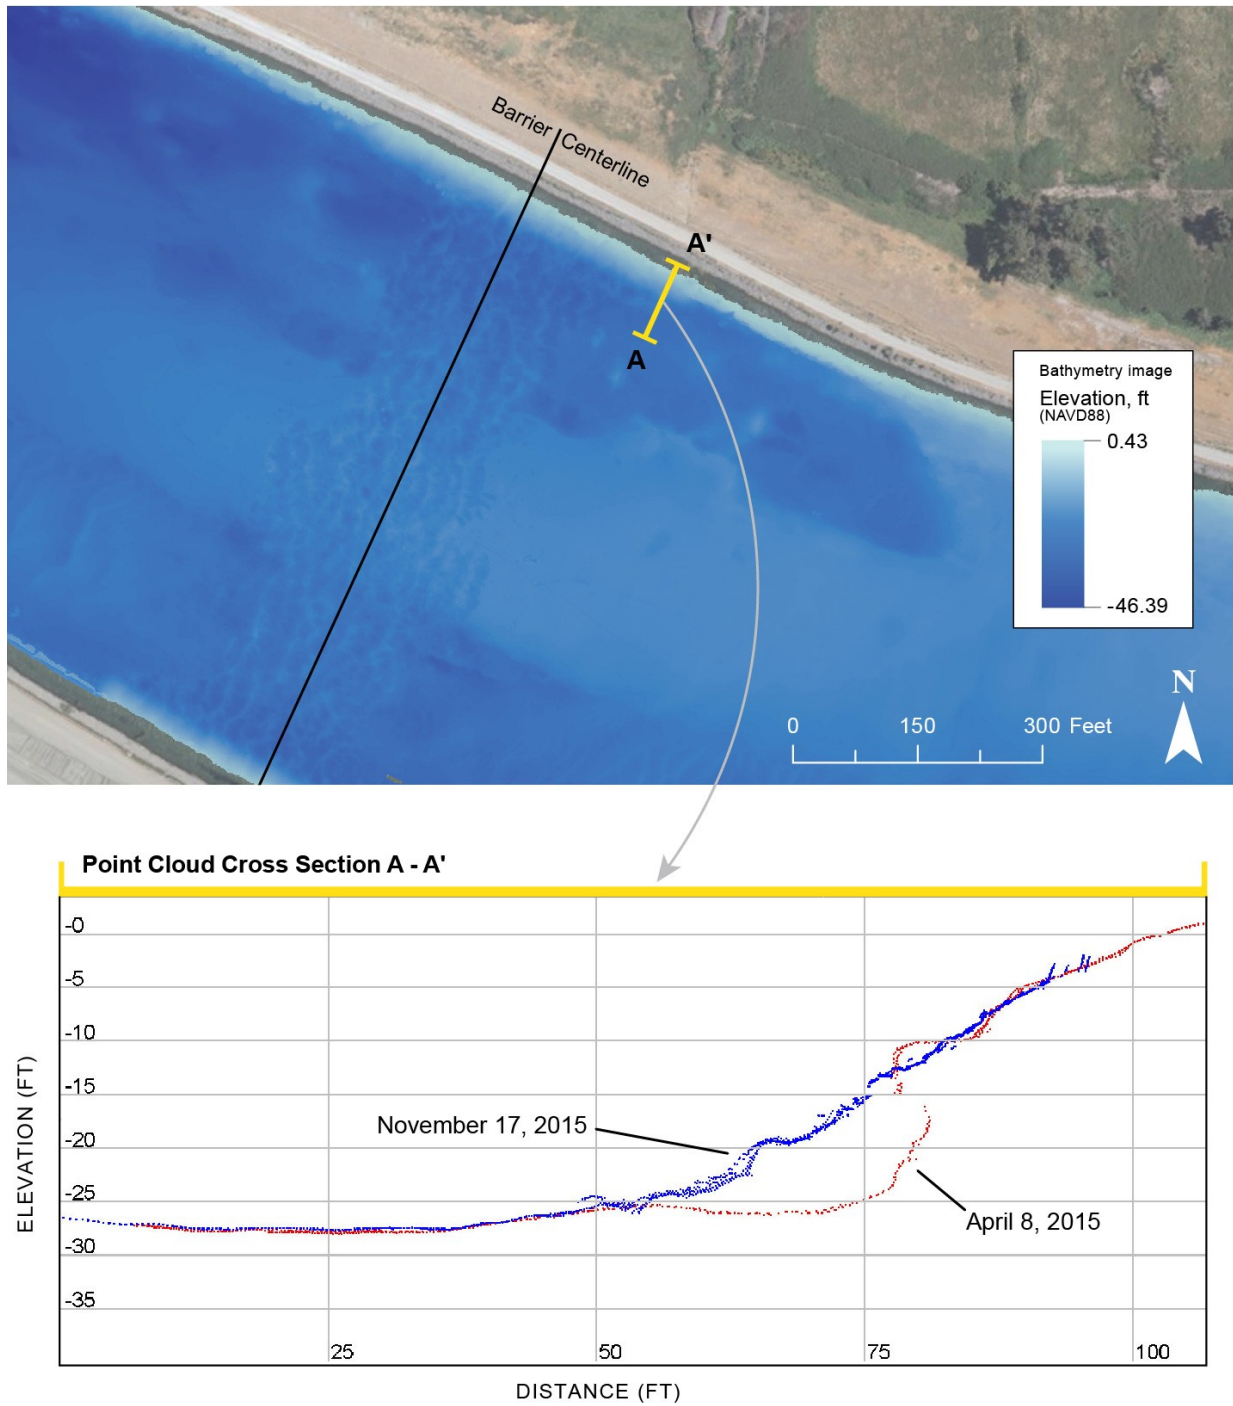 Barrier Centerline
A'
A
Bathymetry image
Elevation, ft
(NAVD88)
0.43
-46.39
N
0 150 300 Feet
Point Cloud Cross Section A - A'
-0
-5
-10
-15
-20
-25
-30
-35
November 17, 2015
April 8, 2015
25 50 75 100
ELEVATION (FT)
DISTANCE (FT)